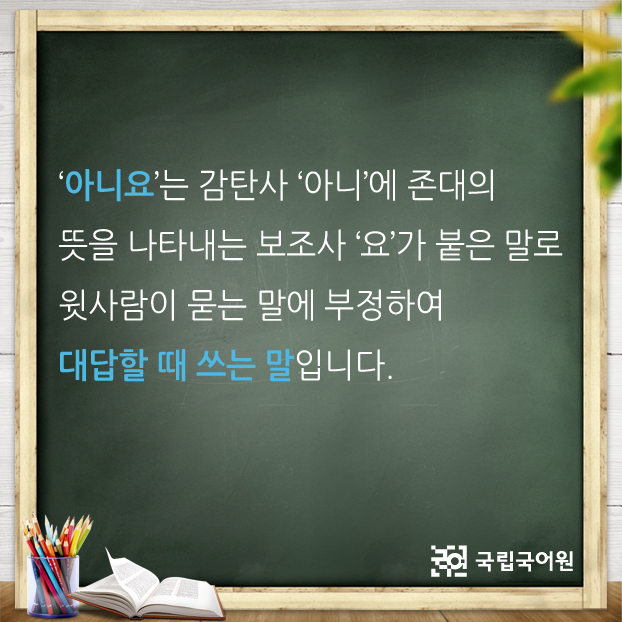 ‘아니요’는 감탄사 ‘아니’에 존대의
뜻을 나타내는 보조사 ‘요’가 붙은 말로
윗사람이 묻는 말에 부정하여
대답할 때 쓰는 말입니다.
국립국어원